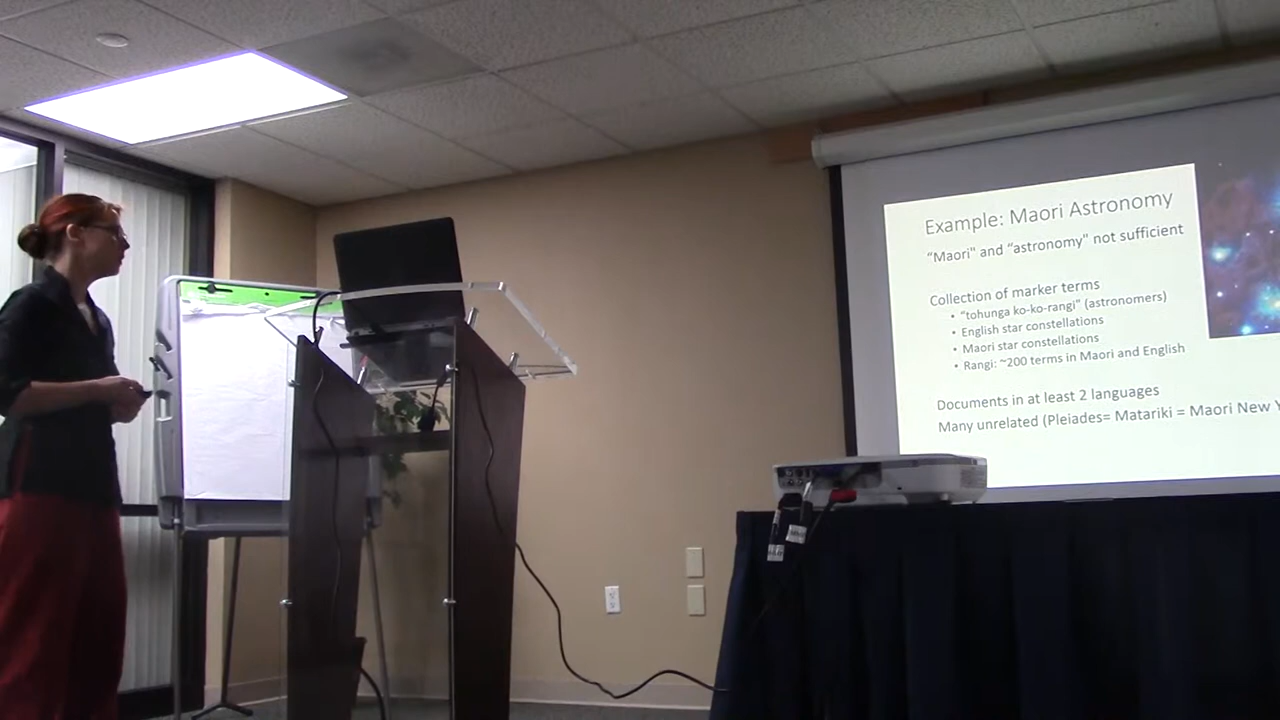 Example: Maori Astronomy
"Maori" and "astronomy" not sufficient
Collection of marker terms
• "tohunga ko-ko-rangi" (astronomers)
• English star constellations
• Maori star constellations
• Rangi: ~200 terms in Maori and English
Documents in at least 2 languages
Many unrelated (Pleiades= Matariki = Maori New